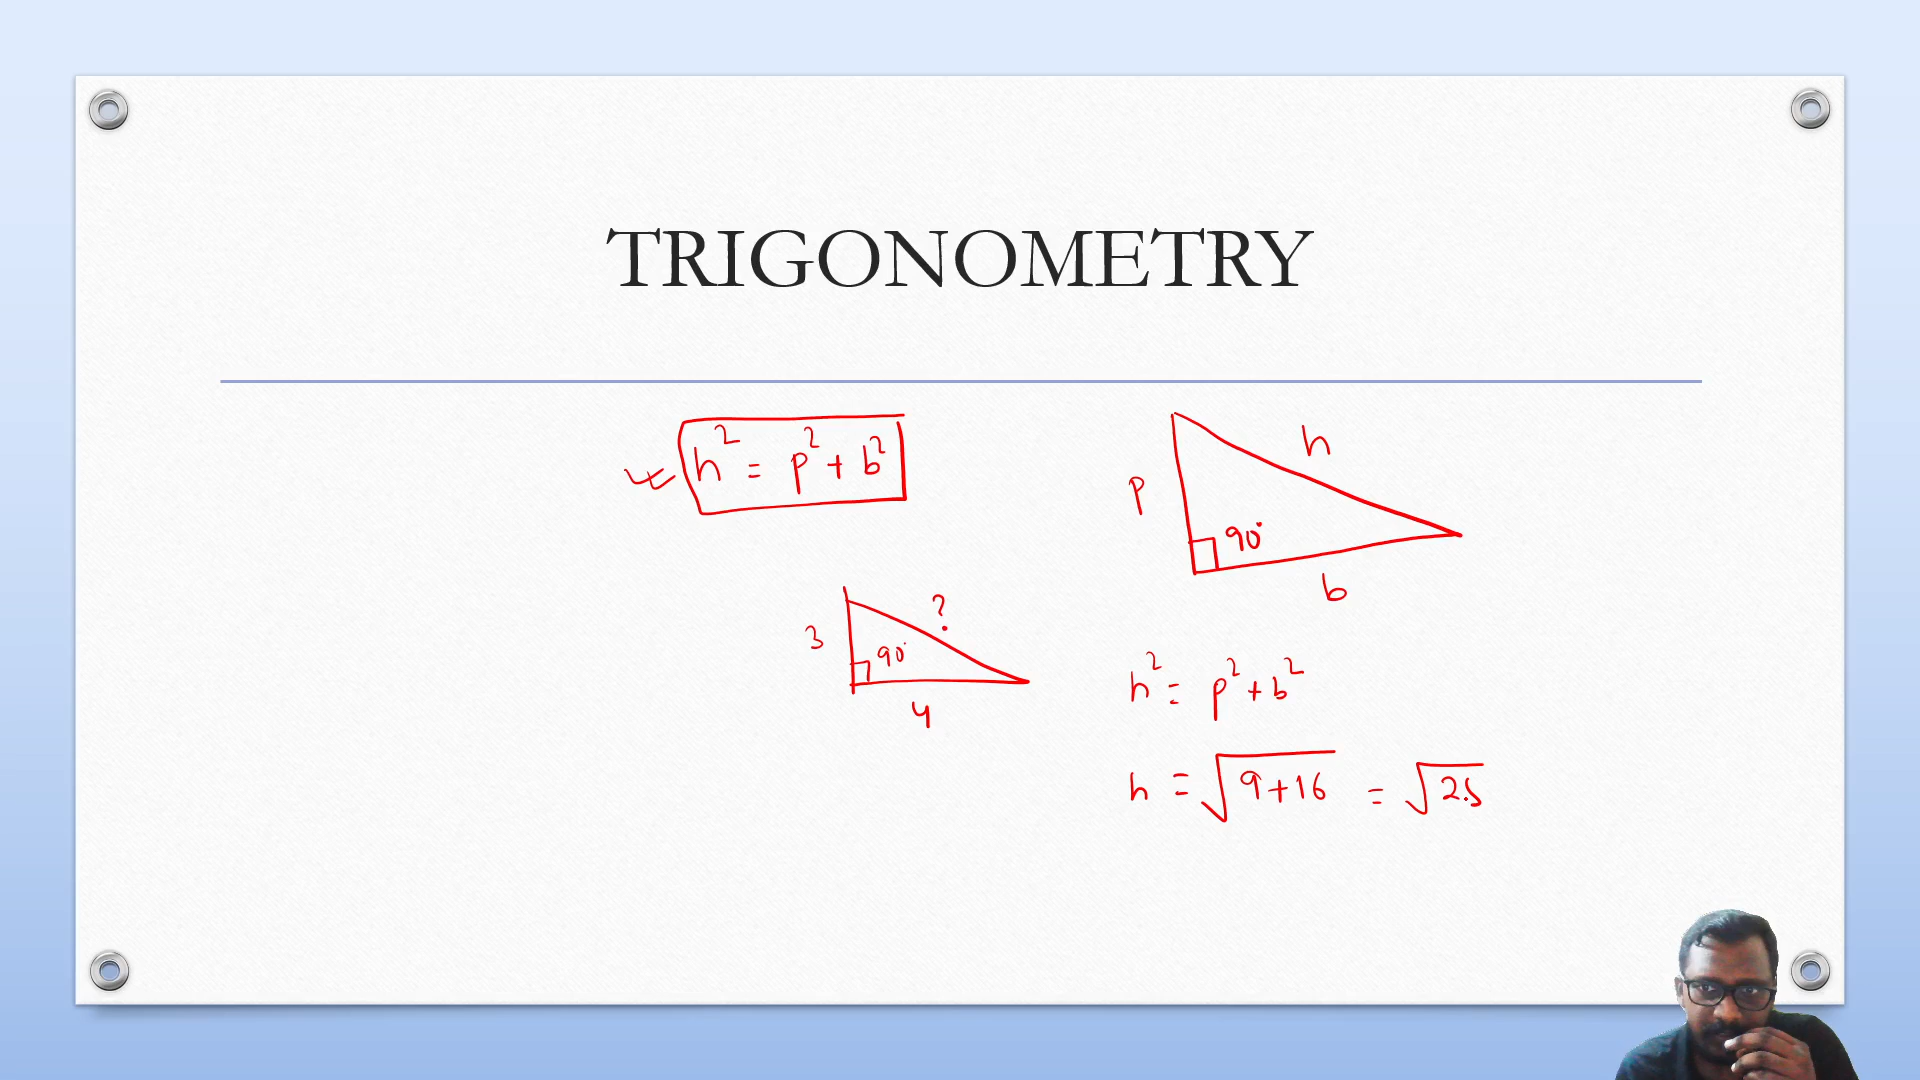 TRIGONOMETRY
h² = p² + b²
h
p
90°
b
?
3
90°
4
h² = p² + b²
h = √9+16 = √25